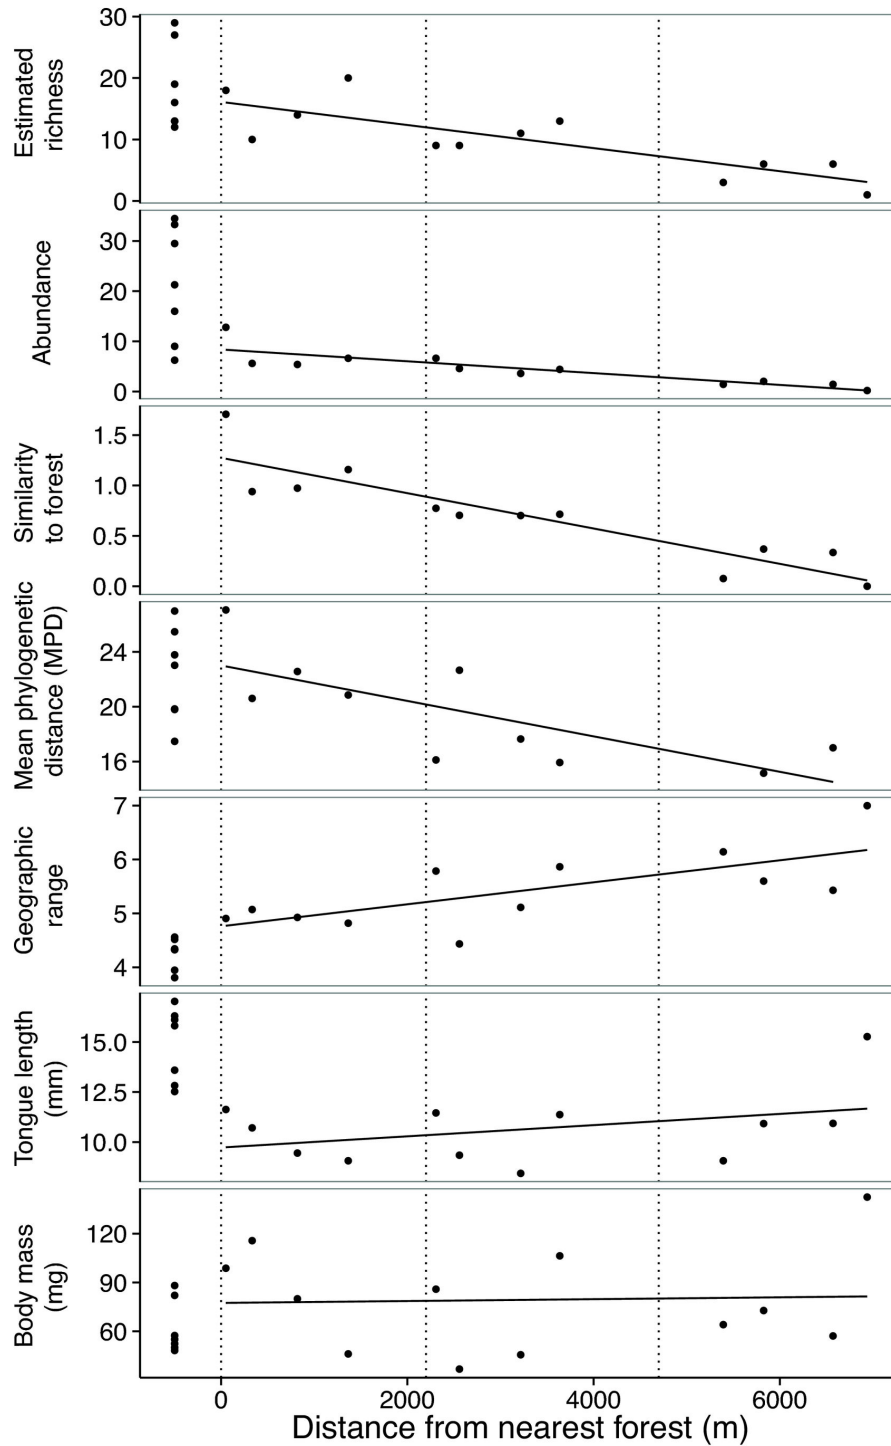 Estimated
richness
30
20
10
0
Abundance
30
20
10
0
Similarity
to forest
1.5
1.0
0.5
0.0
Mean phylogenetic
distance (MPD)
24
20
16
Geographic
range
7
6
5
4
Tongue length
(mm)
15.0
12.5
10.0
Body mass
(mg)
120
90
60
0 2000 4000 6000
Distance from nearest forest (m)